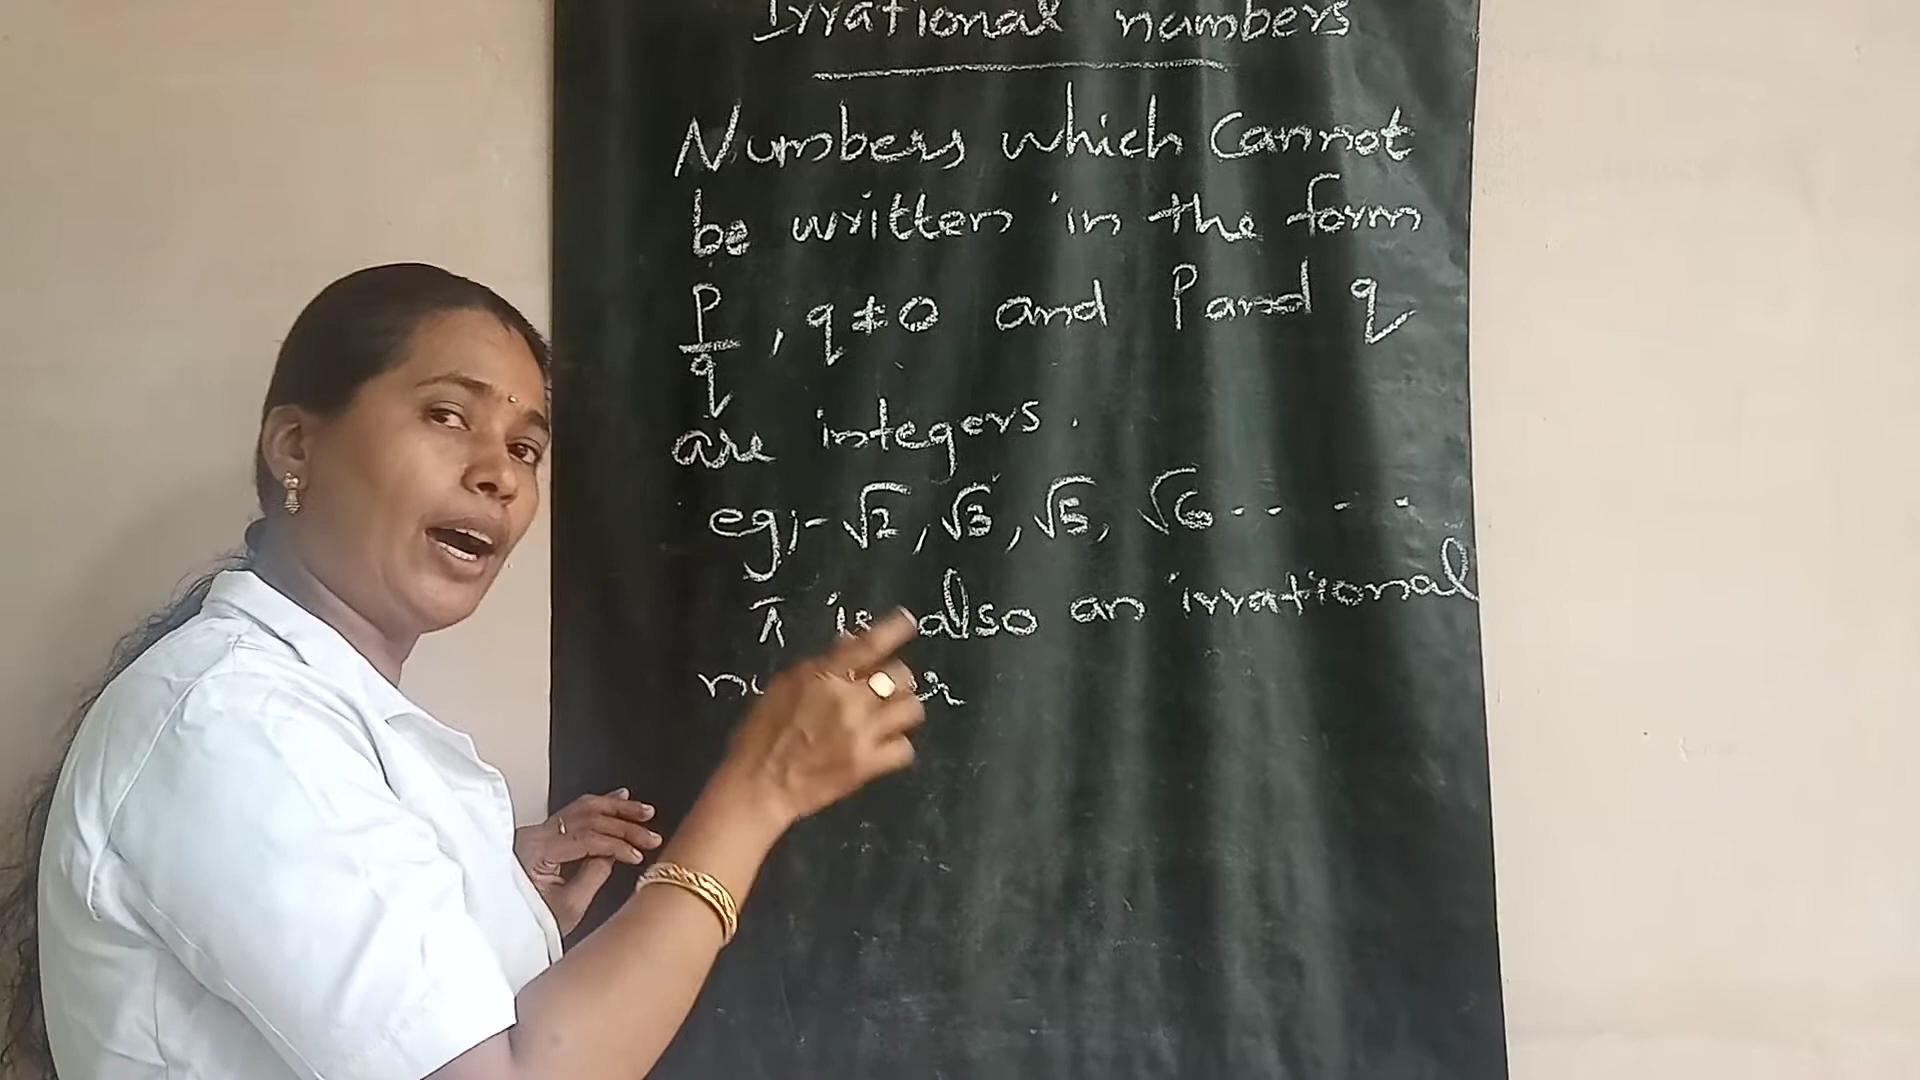 Irrational numbers
Numbers which Cannot
be written in the form
p/q, q≠0 and P and q
are integers.
eg;- √2, √3, √5, √6.. ...
π is also an irrational